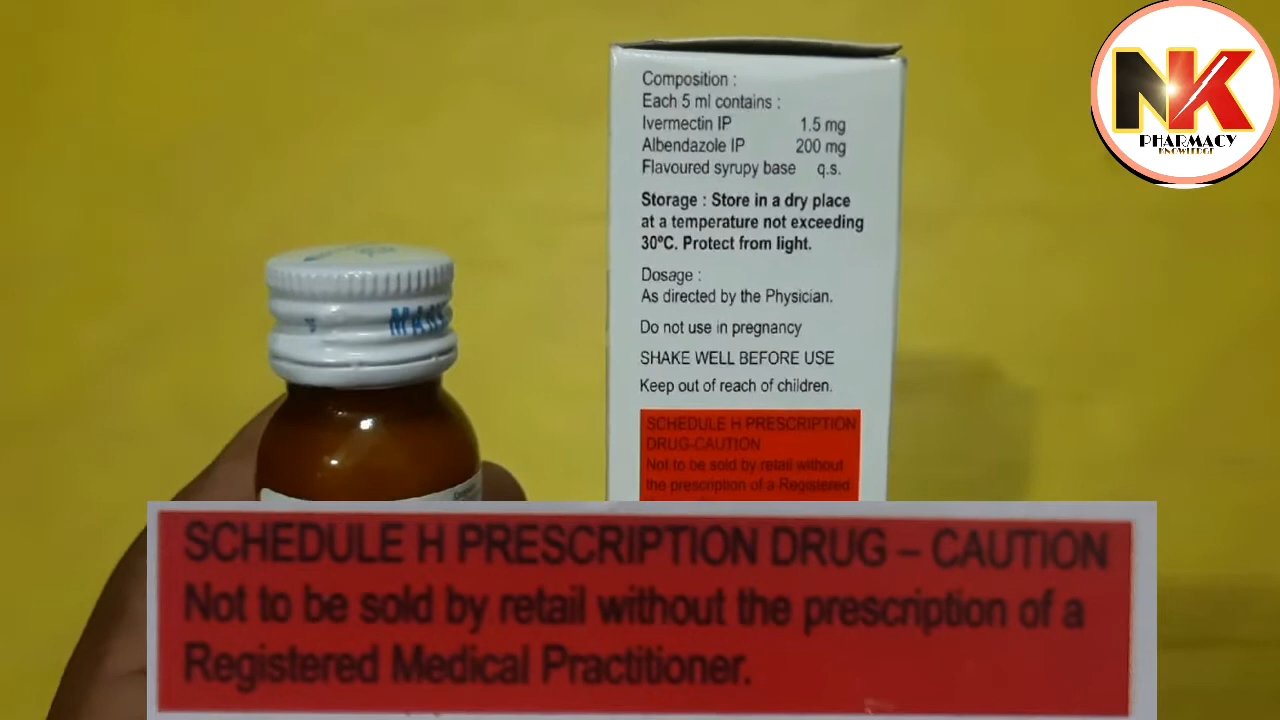 NK
PHARMACY
KNOWLEDGE
Composition :
Each 5 ml contains :
Ivermectin IP 1.5 mg
Albendazole IP 200 mg
Flavoured syrupy base q.s.
Storage : Store in a dry place
at a temperature not exceeding
30°C. Protect from light.
Dosage :
As directed by the Physician.
Do not use in pregnancy
SHAKE WELL BEFORE USE
Keep out of reach of children.
SCHEDULE H PRESCRIPTION
DRUG-CAUTION
Not to be sold by retail without
the prescription of a Registered
SCHEDULE H PRESCRIPTION DRUG – CAUTION
Not to be sold by retail without the prescription of a
Registered Medical Practitioner.